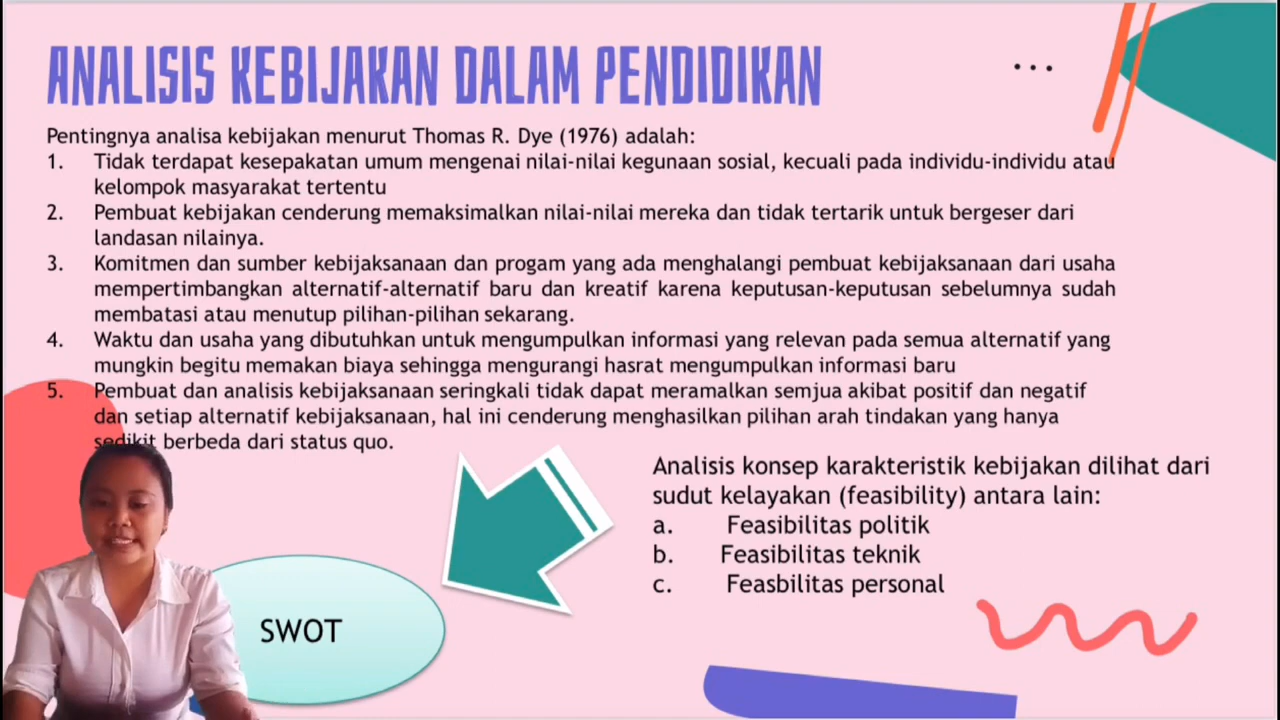 ANALISIS KEBIJAKAN DALAM PENDIDIKAN
Pentingnya analisa kebijakan menurut Thomas R. Dye (1976) adalah:
1. Tidak terdapat kesepakatan umum mengenai nilai-nilai kegunaan sosial, kecuali pada individu-individu atau
kelompok masyarakat tertentu
2. Pembuat kebijakan cenderung memaksimalkan nilai-nilai mereka dan tidak tertarik untuk bergeser dari
landasan nilainya.
3. Komitmen dan sumber kebijaksanaan dan progam yang ada menghalangi pembuat kebijaksanaan dari usaha
mempertimbangkan alternatif-alternatif baru dan kreatif karena keputusan-keputusan sebelumnya sudah
membatasi atau menutup pilihan-pilihan sekarang.
4. Waktu dan usaha yang dibutuhkan untuk mengumpulkan informasi yang relevan pada semua alternatif yang
mungkin begitu memakan biaya sehingga mengurangi hasrat mengumpulkan informasi baru
5. Pembuat dan analisis kebijaksanaan seringkali tidak dapat meramalkan semjua akibat positif dan negatif
dan setiap alternatif kebijaksanaan, hal ini cenderung menghasilkan pilihan arah tindakan yang hanya
sedikit berbeda dari status quo.
Analisis konsep karakteristik kebijakan dilihat dari
sudut kelayakan (feasibility) antara lain:
a. Feasibilitas politik
b. Feasibilitas teknik
c. Feasbilitas personal
SWOT